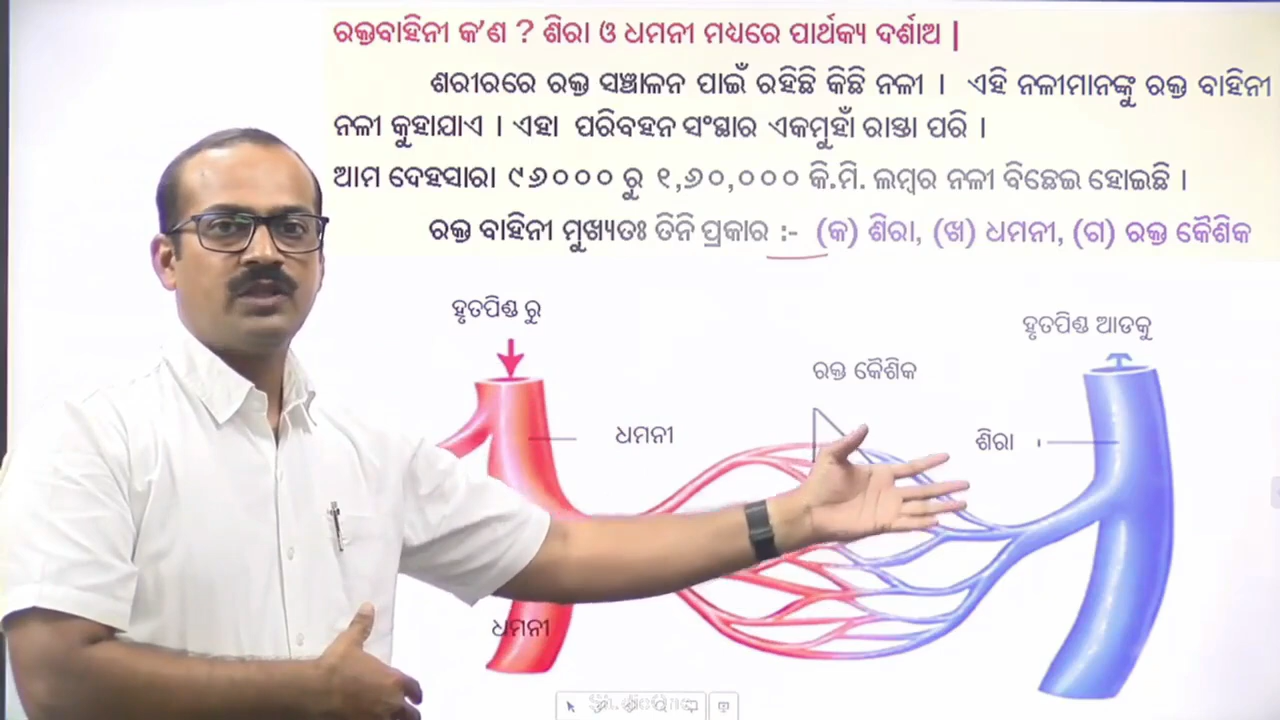 ରକ୍ତବାହିନୀ କ'ଣ ? ଶିରା ଓ ଧମନୀ ମଧ୍ୟରେ ପାର୍ଥକ୍ୟ ଦର୍ଶାଅ |
ଶରୀରରେ ରକ୍ତ ସଞ୍ଚାଳନ ପାଇଁ ରହିଛି କିଛି ନଳୀ । ଏହି ନଳୀମାନଙ୍କୁ ରକ୍ତ ବାହିନୀ
ନଳୀ କୁହାଯାଏ । ଏହା ପରିବହନ ସଂସ୍ଥାର ଏକମୁହାଁ ରାସ୍ତା ପରି ।
ଆମ ଦେହସାରା ୯୬୦୦୦ ରୁ ୧,୬୦,୦୦୦ କି.ମି. ଲମ୍ବର ନଳୀ ବିଛେଇ ହୋଇଛି ।
ରକ୍ତ ବାହିନୀ ମୁଖ୍ୟତଃ ତିନି ପ୍ରକାର :- (କ) ଶିରା, (ଖ) ଧମନୀ, (ଗ) ରକ୍ତ କୈଶିକ
ହୃତପିଣ୍ଡ ରୁ
ହୃତପିଣ୍ଡ ଆଡକୁ
ରକ୍ତ କୈଶିକ
ଧମନୀ
ଶିରା
ଧମନୀ